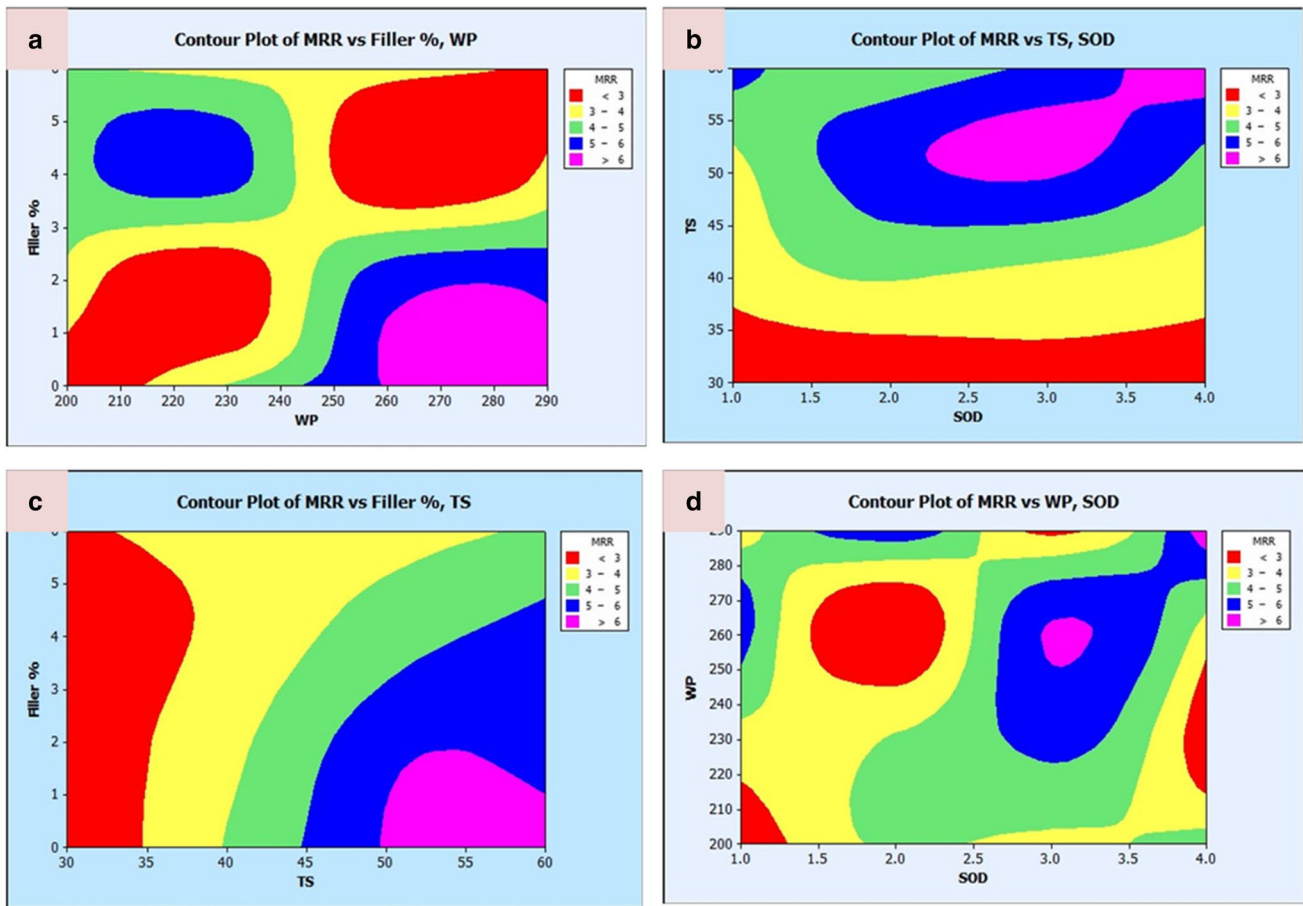 a
Contour Plot of MRR vs Filler %, WP
MRR
< 3
3 - 4
4 - 5
5 - 6
> 6
Filler %
5
4
3
2
1
0
200 210 220 230 240 250 260 270 280 290
WP
b
Contour Plot of MRR vs TS, SOD
MRR
< 3
3 - 4
4 - 5
5 - 6
> 6
TS
60
55
50
45
40
35
30
1.0 1.5 2.0 2.5 3.0 3.5 4.0
SOD
c
Contour Plot of MRR vs Filler %, TS
MRR
< 3
3 - 4
4 - 5
5 - 6
> 6
Filler %
5
4
3
2
1
0
30 35 40 45 50 55 60
TS
d
Contour Plot of MRR vs WP, SOD
MRR
< 3
3 - 4
4 - 5
5 - 6
> 6
WP
290
270
260
250
240
230
220
210
200
1.0 1.5 2.0 2.5 3.0 3.5 4.0
SOD